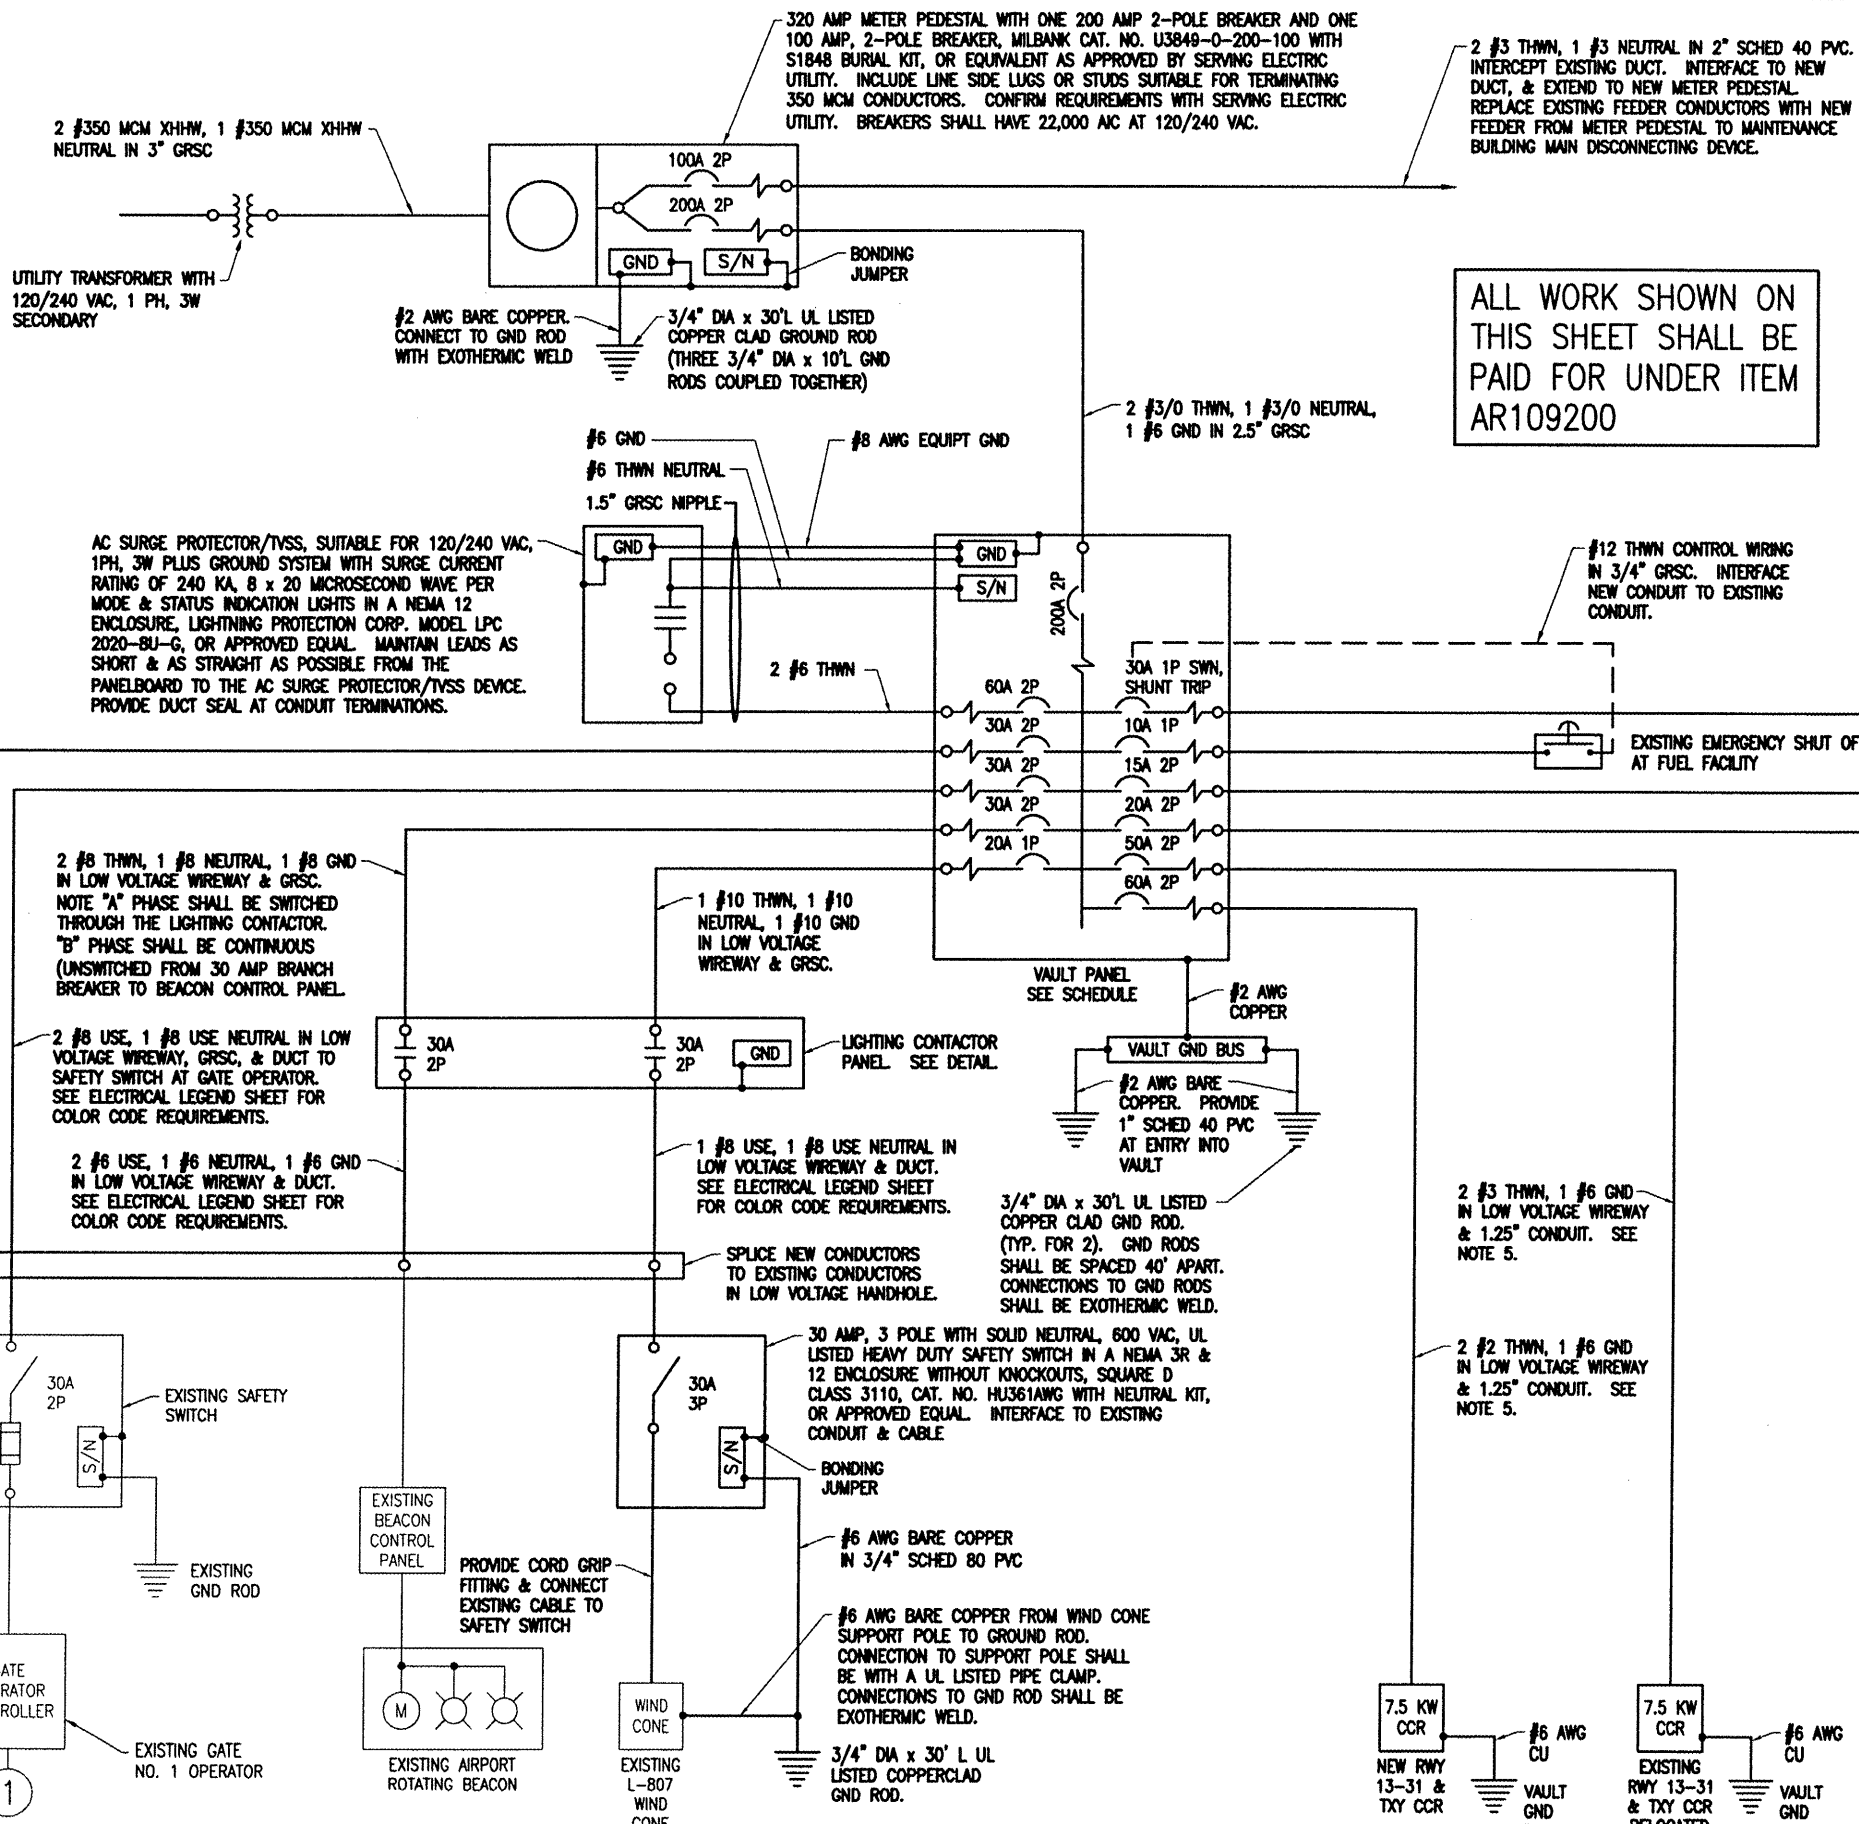 320 AMP METER PEDESTAL WITH ONE 200 AMP 2-POLE BREAKER AND ONE
100 AMP, 2-POLE BREAKER, MILBANK CAT. NO. U3849-O-200-100 WITH
S1848 BURIAL KIT, OR EQUIVALENT AS APPROVED BY SERVING ELECTRIC
UTILITY. INCLUDE LINE SIDE LUGS OR STUDS SUITABLE FOR TERMINATING
350 MCM CONDUCTORS. CONFIRM REQUIREMENTS WITH SERVING ELECTRIC
UTILITY. BREAKERS SHALL HAVE 22,000 AIC AT 120/240 VAC.
2 #3 THWN, 1 #3 NEUTRAL IN 2" SCHED 40 PVC.
INTERCEPT EXISTING DUCT. INTERFACE TO NEW
DUCT, & EXTEND TO NEW METER PEDESTAL.
REPLACE EXISTING FEEDER CONDUCTORS WITH NEW
FEEDER FROM METER PEDESTAL TO MAINTENANCE
BUILDING MAIN DISCONNECTING DEVICE.
2 #350 MCM XHHW, 1 #350 MCM XHHW
NEUTRAL IN 3" GRSC
100A 2P
200A 2P
GND
S/N
BONDING
JUMPER
UTILITY TRANSFORMER WITH
120/240 VAC, 1 PH, 3W
SECONDARY
#2 AWG BARE COPPER.
CONNECT TO GND ROD
WITH EXOTHERMIC WELD
3/4" DIA x 30'L UL LISTED
COPPER CLAD GROUND ROD
(THREE 3/4" DIA x 10'L GND
RODS COUPLED TOGETHER)
ALL WORK SHOWN ON
THIS SHEET SHALL BE
PAID FOR UNDER ITEM
AR109200
2 #3/0 THWN, 1 #3/0 NEUTRAL,
1 #6 GND IN 2.5" GRSC
#6 GND
#8 AWG EQUIPT GND
#6 THWN NEUTRAL
1.5" GRSC NIPPLE
AC SURGE PROTECTOR/TVSS, SUITABLE FOR 120/240 VAC,
1PH, 3W PLUS GROUND SYSTEM WITH SURGE CURRENT
RATING OF 240 KA, 8 x 20 MICROSECOND WAVE PER
MODE & STATUS INDICATION LIGHTS IN A NEMA 12
ENCLOSURE, LIGHTNING PROTECTION CORP. MODEL LPC
2020-8U-G, OR APPROVED EQUAL. MAINTAIN LEADS AS
SHORT & AS STRAIGHT AS POSSIBLE FROM THE
PANELBOARD TO THE AC SURGE PROTECTOR/TVSS DEVICE.
PROVIDE DUCT SEAL AT CONDUIT TERMINATIONS.
GND
GND
S/N
200A 2P
#12 THWN CONTROL WIRING
IN 3/4" GRSC. INTERFACE
NEW CONDUIT TO EXISTING
CONDUIT.
2 #6 THWN
30A 1P SWN,
SHUNT TRIP
60A 2P
30A 2P
10A 1P
30A 2P
15A 2P
30A 2P
20A 2P
20A 1P
50A 2P
60A 2P
EXISTING EMERGENCY SHUT OF
AT FUEL FACILITY
2 #8 THWN, 1 #8 NEUTRAL, 1 #8 GND
IN LOW VOLTAGE WIREWAY & GRSC.
NOTE "A" PHASE SHALL BE SWITCHED
THROUGH THE LIGHTING CONTACTOR.
"B" PHASE SHALL BE CONTINUOUS
(UNSWITCHED FROM 30 AMP BRANCH
BREAKER TO BEACON CONTROL PANEL.
1 #10 THWN, 1 #10
NEUTRAL, 1 #10 GND
IN LOW VOLTAGE
WIREWAY & GRSC.
VAULT PANEL
SEE SCHEDULE
#2 AWG
COPPER
2 #8 USE, 1 #8 USE NEUTRAL IN LOW
VOLTAGE WIREWAY, GRSC, & DUCT TO
SAFETY SWITCH AT GATE OPERATOR.
SEE ELECTRICAL LEGEND SHEET FOR
COLOR CODE REQUIREMENTS.
30A
2P
30A
2P
GND
LIGHTING CONTACTOR
PANEL. SEE DETAIL.
VAULT GND BUS
#2 AWG BARE
COPPER. PROVIDE
1" SCHED 40 PVC
AT ENTRY INTO
VAULT
2 #6 USE, 1 #6 NEUTRAL, 1 #6 GND
IN LOW VOLTAGE WIREWAY & DUCT.
SEE ELECTRICAL LEGEND SHEET FOR
COLOR CODE REQUIREMENTS.
1 #8 USE, 1 #8 USE NEUTRAL IN
LOW VOLTAGE WIREWAY & DUCT.
SEE ELECTRICAL LEGEND SHEET
FOR COLOR CODE REQUIREMENTS.
3/4" DIA x 30'L UL LISTED
COPPER CLAD GND ROD.
(TYP. FOR 2). GND RODS
SHALL BE SPACED 40' APART.
CONNECTIONS TO GND RODS
SHALL BE EXOTHERMIC WELD.
2 #3 THWN, 1 #6 GND
IN LOW VOLTAGE WIREWAY
& 1.25" CONDUIT. SEE
NOTE 5.
SPLICE NEW CONDUCTORS
TO EXISTING CONDUCTORS
IN LOW VOLTAGE HANDHOLE.
30 AMP, 3 POLE WITH SOLID NEUTRAL, 600 VAC, UL
LISTED HEAVY DUTY SAFETY SWITCH IN A NEMA 3R &
12 ENCLOSURE WITHOUT KNOCKOUTS, SQUARE D
CLASS 3110, CAT. NO. HU361AWG WITH NEUTRAL KIT,
OR APPROVED EQUAL. INTERFACE TO EXISTING
CONDUIT & CABLE
2 #2 THWN, 1 #6 GND
IN LOW VOLTAGE WIREWAY
& 1.25" CONDUIT. SEE
NOTE 5.
30A
2P
S/N
EXISTING SAFETY
SWITCH
30A
3P
S/N
BONDING
JUMPER
EXISTING
BEACON
CONTROL
PANEL
EXISTING
GND ROD
#6 AWG BARE COPPER
IN 3/4" SCHED 80 PVC
PROVIDE CORD GRIP
FITTING & CONNECT
EXISTING CABLE TO
SAFETY SWITCH
#6 AWG BARE COPPER FROM WIND CONE
SUPPORT POLE TO GROUND ROD.
CONNECTION TO SUPPORT POLE SHALL
BE WITH A UL LISTED PIPE CLAMP.
CONNECTIONS TO GND ROD SHALL BE
EXOTHERMIC WELD.
ATE
RATOR
ROLLER
M
WIND
CONE
EXISTING GATE
NO. 1 OPERATOR
1
EXISTING AIRPORT
ROTATING BEACON
EXISTING
L-807
WIND
CONE
3/4" DIA x 30' L UL
LISTED COPPERCLAD
GND ROD.
7.5 KW
CCR
#6 AWG
CU
NEW RWY
13-31 &
TXY CCR
VAULT
GND
7.5 KW
CCR
#6 AWG
CU
EXISTING
RWY 13-31
& TXY CCR
RELOCATED
VAULT
GND